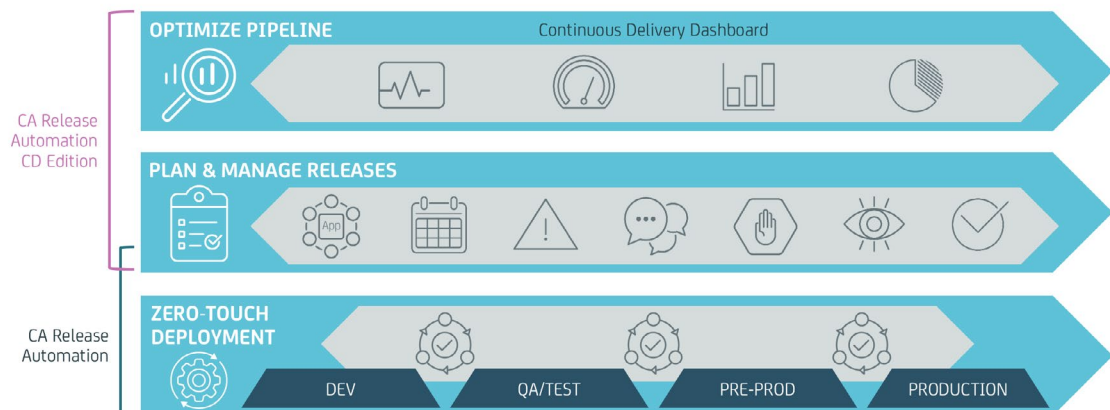 OPTIMIZE PIPELINE
Continuous Delivery Dashboard
CA Release
Automation
CD Edition
PLAN & MANAGE RELEASES
App
ZERO-TOUCH
DEPLOYMENT
CA Release
Automation
DEV
QA/TEST
PRE-PROD
PRODUCTION